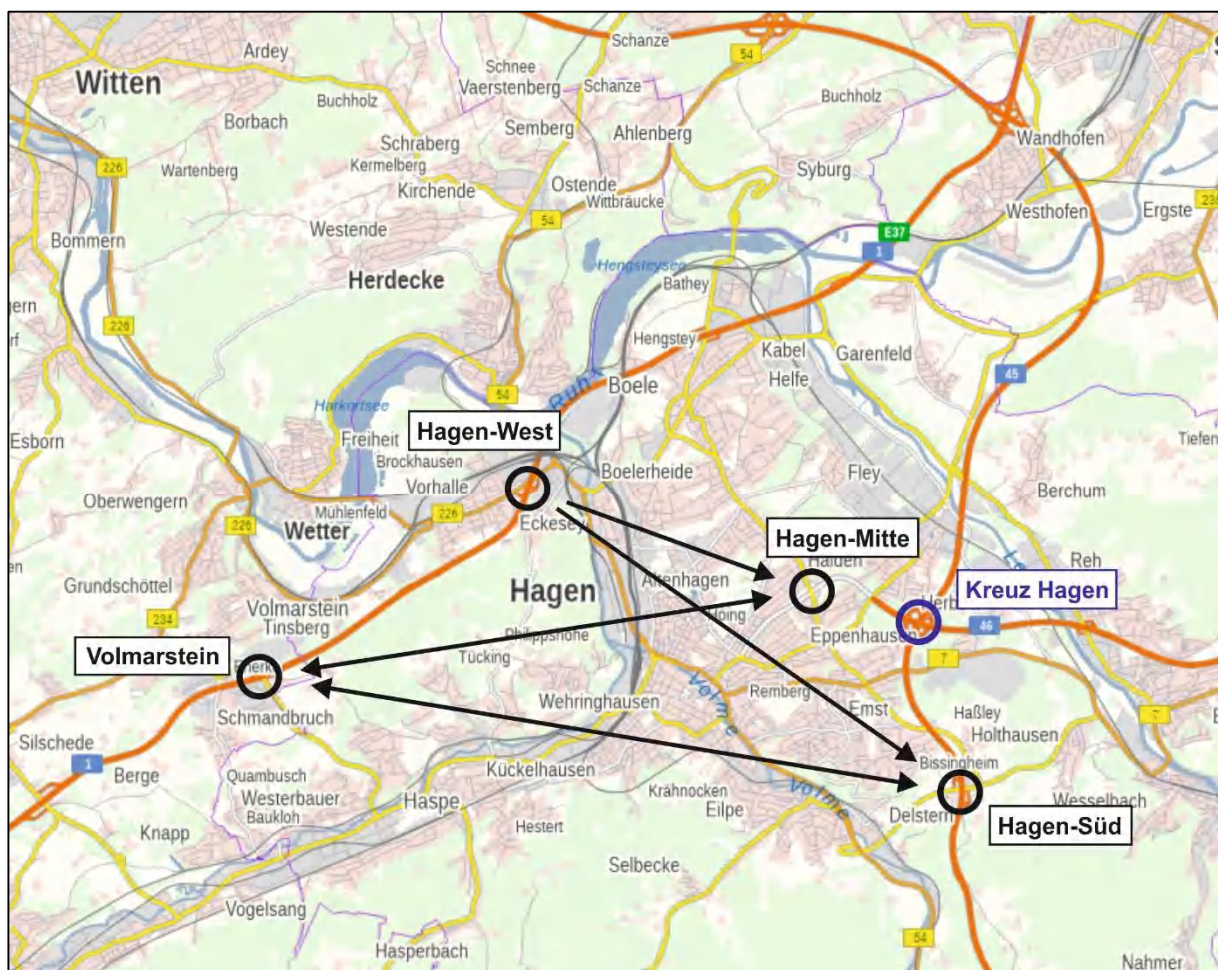 Schanze
54
Ardey
Schnee
Vaerstenberg
Schanze
Witten
Buchholz
Buchholz
Borbach
Semberg
Ahlenberg
Schraberg
Wandhofen
226
Wartenberg
Kermelberg
Kirchende
Ostende
Wittbräucke
Syburg
Westhofen
Ergste
Bommern
Westende
54
E37
1
Hengsteysee
Herdecke
Bathey
226
Hengstey
Kabel
Garenfeld
Helfe
45
Ruhr
Boele
54
Harkortsee
Freiheit
Hagen-West
Esborn
Brockhausen
Boelerheide
Fley
Oberwengern
Vorhalle
Berchum
Mühlenfeld
226
226
Wetter
Eckesey
Hagen-Mitte
Halden
Reh
Grundschöttel
Hagen
Altenhagen
Kreuz Hagen
Volmarstein
Tinsberg
234
Höing
Eppenhausen
46
Philippshöhe
Volmarstein
Tücking
7
Remberg
Wehringhausen
Volme
Emst
Haßley
Holthausen
7
Schmandbruch
Silschede
1
Berge
Bissingheim
Quambusch
Westerbauer
Baukloh
Kückelhausen
Krähnocken
Eilpe
Volme
Haspe
Delstern
Wesselbach
Hagen-Süd
Knapp
Hestert
Selbecke
Vogelsang
Hasperbach
54
Nahmer